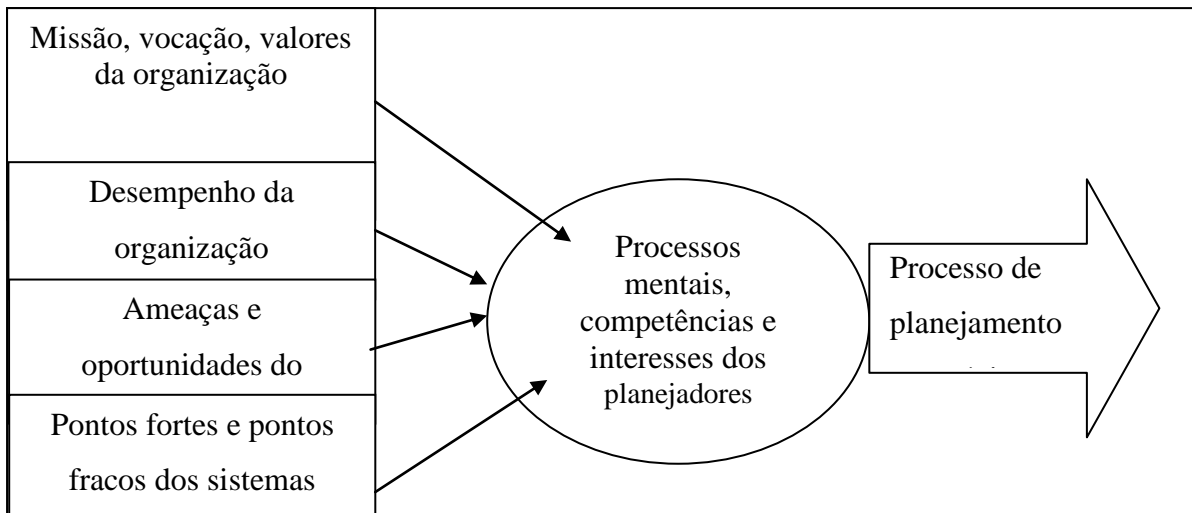 Missão, vocação, valores
da organização
Desempenho da
organização
Ameaças e
oportunidades do
Pontos fortes e pontos
fracos dos sistemas
Processos
mentais,
competências e
interesses dos
planejadores
Processo de
planejamento